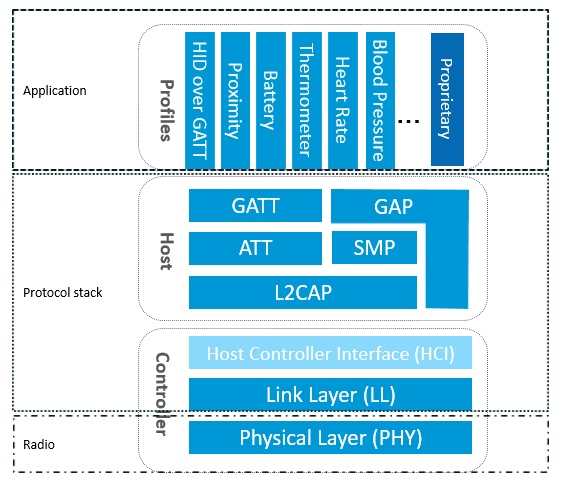 Application
Profiles
HID over GATT
Proximity
Battery
Thermometer
Heart Rate
Blood Pressure
...
Proprietary
Protocol stack
Host
GATT
GAP
ATT
SMP
L2CAP
Controller
Host Controller Interface (HCI)
Link Layer (LL)
Radio
Physical Layer (PHY)